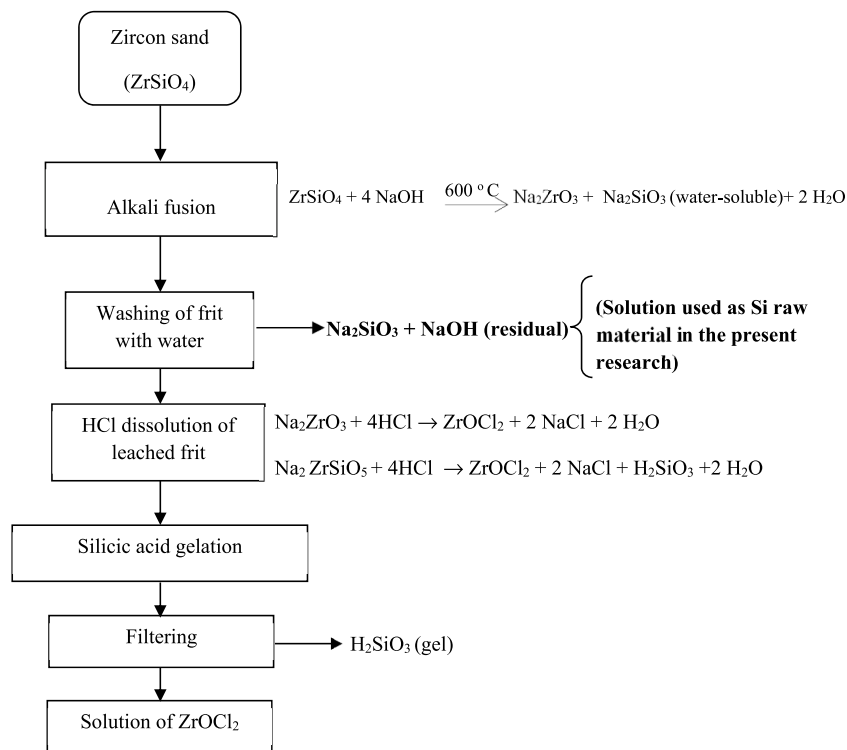 Zircon sand
(ZrSiO₄)
Alkali fusion
ZrSiO₄ + 4 NaOH 600 °C Na₂ZrO₃ + Na₂SiO₃ (water-soluble)+ 2 H₂O
Washing of frit
with water
Na₂SiO₃ + NaOH (residual)
(Solution used as Si raw
material in the present
research)
HCl dissolution of
leached frit
Na₂ZrO₃ + 4HCl → ZrOCl₂ + 2 NaCl + 2 H₂O
Na₂ ZrSiO₅ + 4HCl → ZrOCl₂ + 2 NaCl + H₂SiO₃ +2 H₂O
Silicic acid gelation
Filtering
H₂SiO₃ (gel)
Solution of ZrOCl₂